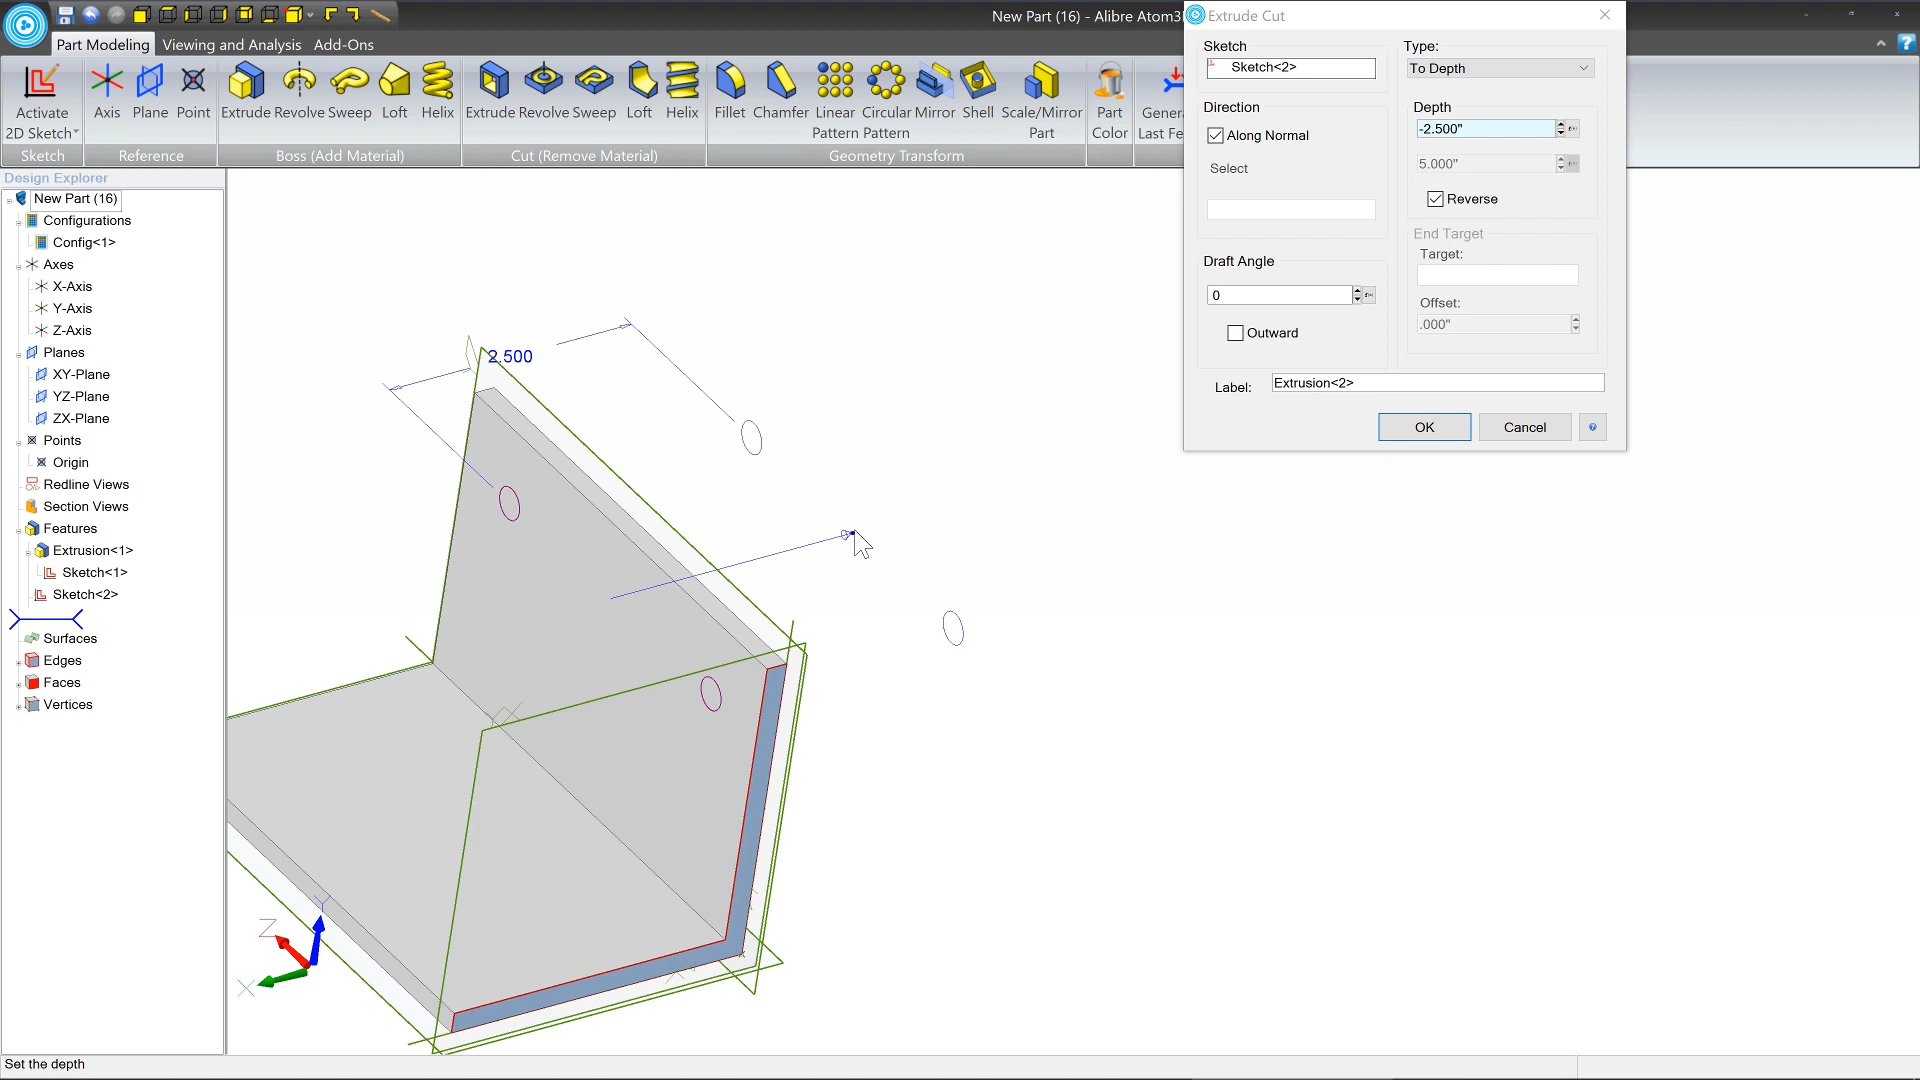 New Part (16) - Alibre Atom3
Extrude Cut
Part Modeling
Viewing and Analysis
Add-Ons
Activate
2D Sketch
Axis
Plane
Point
Extrude
Revolve
Sweep
Loft
Helix
Extrude
Revolve
Sweep
Loft
Helix
Fillet
Chamfer
Linear
Pattern
Circular
Pattern
Mirror
Shell
Scale/Mirror
Part
Part
Color
Genera
Last Fe
Sketch
Reference
Boss (Add Material)
Cut (Remove Material)
Geometry Transform
Design Explorer
New Part (16)
Configurations
Config<1>
Axes
X-Axis
Y-Axis
Z-Axis
Planes
XY-Plane
YZ-Plane
ZX-Plane
Points
Origin
Redline Views
Section Views
Features
Extrusion<1>
Sketch<1>
Sketch<2>
Surfaces
Edges
Faces
Vertices
2.500
Z
Y
X
Sketch
Sketch<2>
Type:
To Depth
Direction
Along Normal
Select
Depth
-2.500"
5.000"
Reverse
End Target
Target:
Offset:
.000"
Draft Angle
0
Outward
Label:
Extrusion<2>
OK
Cancel
Set the depth